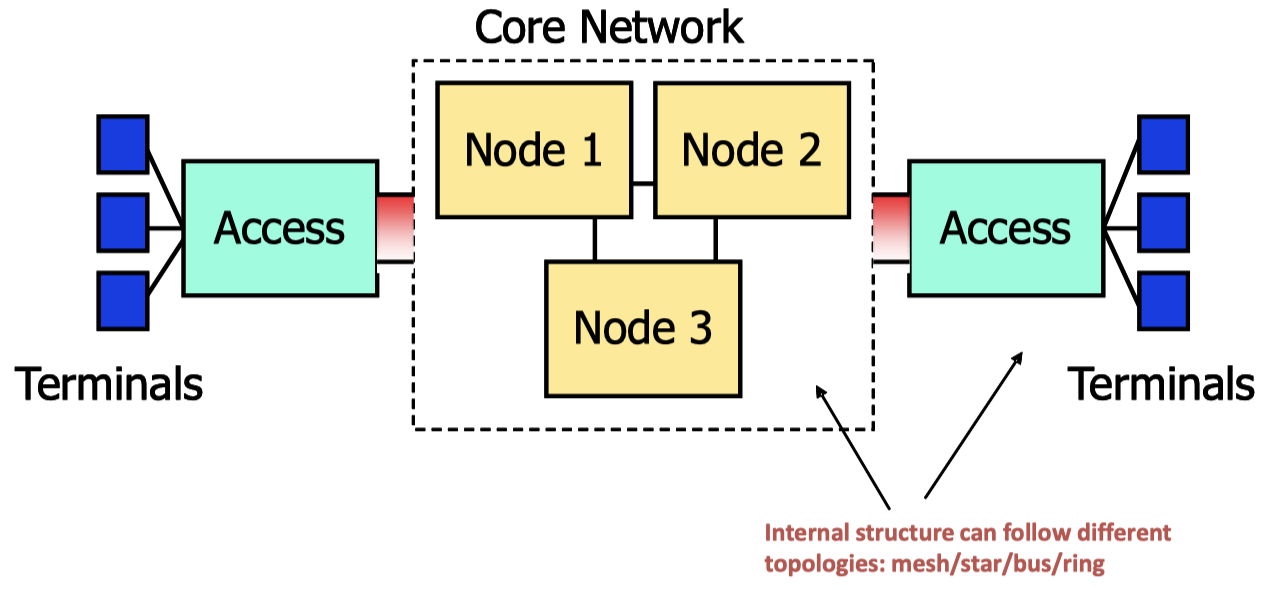 Core Network
Node 1
Node 2
Access
Access
Node 3
Terminals
Terminals
Internal structure can follow different
topologies: mesh/star/bus/ring